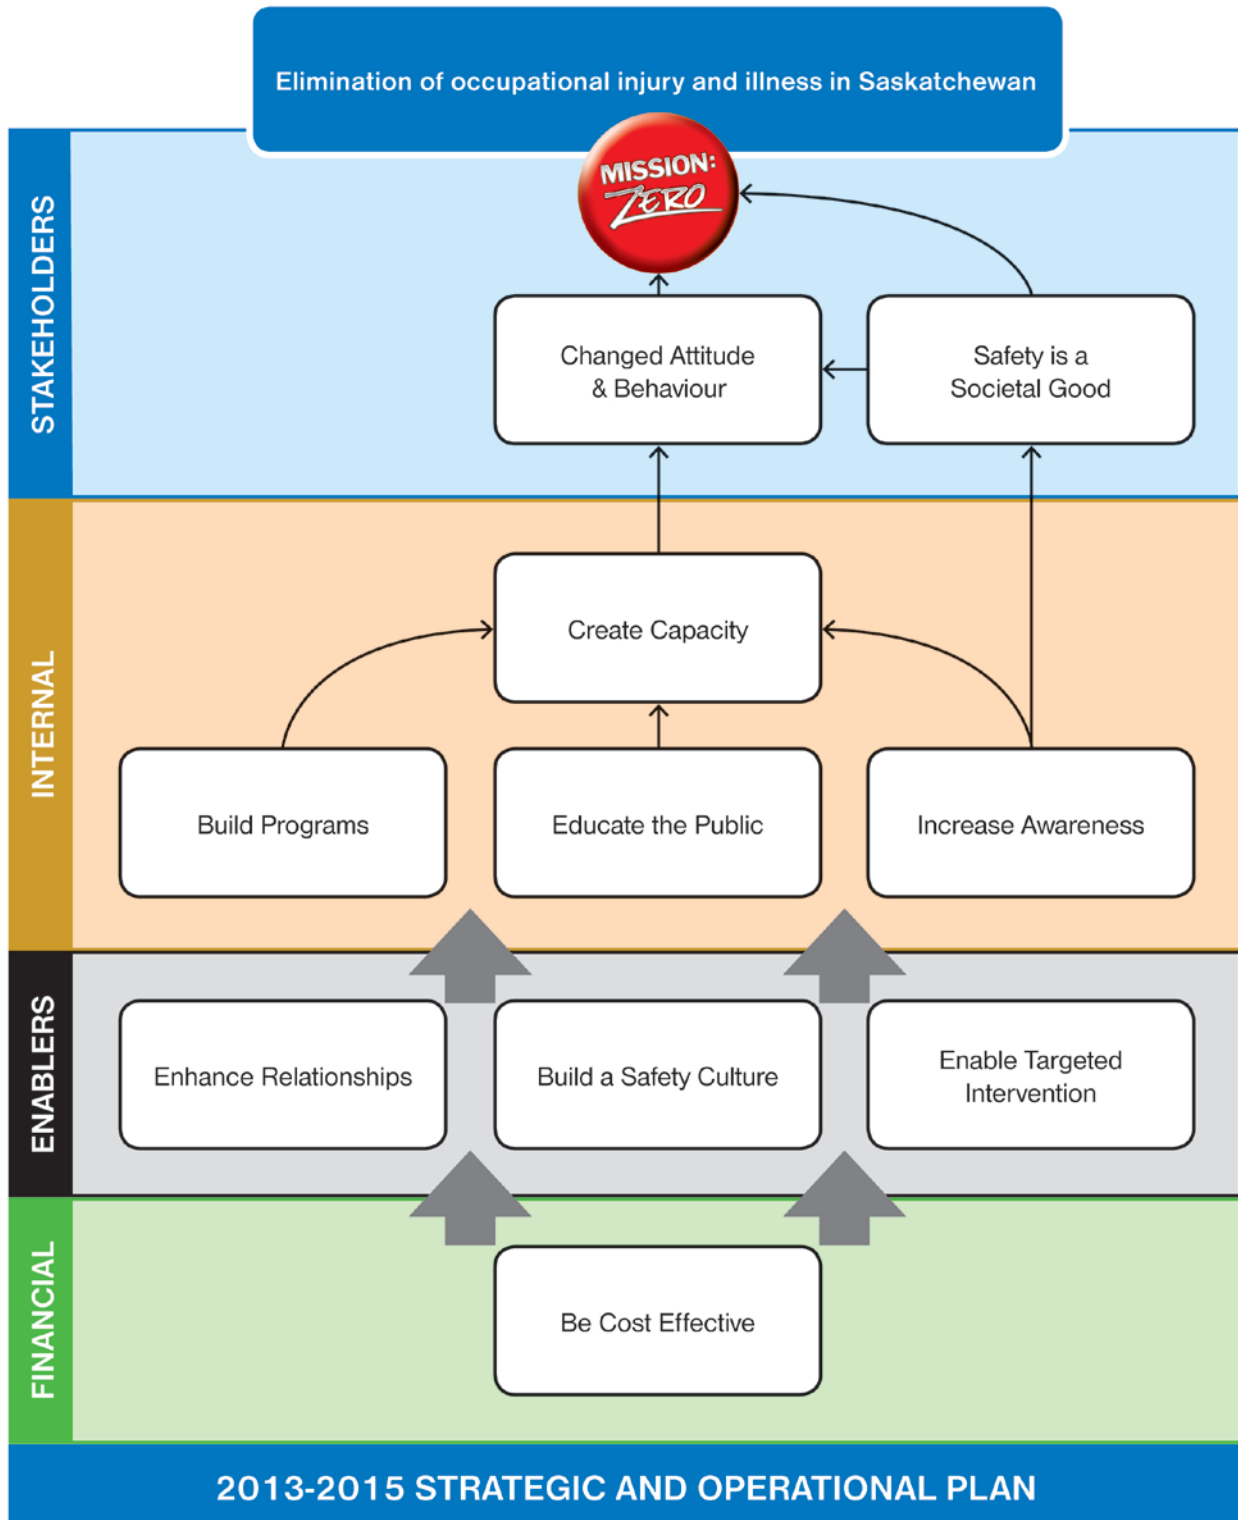 Elimination of occupational injury and illness in Saskatchewan
MISSION:
ZERO
STAKEHOLDERS
Changed Attitude
& Behaviour
Safety is a
Societal Good
INTERNAL
Create Capacity
Build Programs
Educate the Public
Increase Awareness
ENABLERS
Enhance Relationships
Build a Safety Culture
Enable Targeted
Intervention
FINANCIAL
Be Cost Effective
2013-2015 STRATEGIC AND OPERATIONAL PLAN